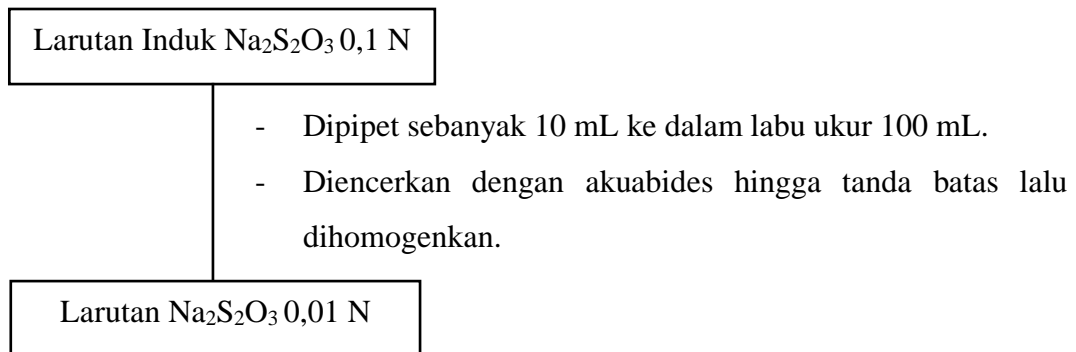 Larutan Induk Na₂S₂O₃ 0,1 N
- Dipipet sebanyak 10 mL ke dalam labu ukur 100 mL.
- Diencerkan dengan akuabides hingga tanda batas lalu
dihomogenkan.
Larutan Na₂S₂O₃ 0,01 N